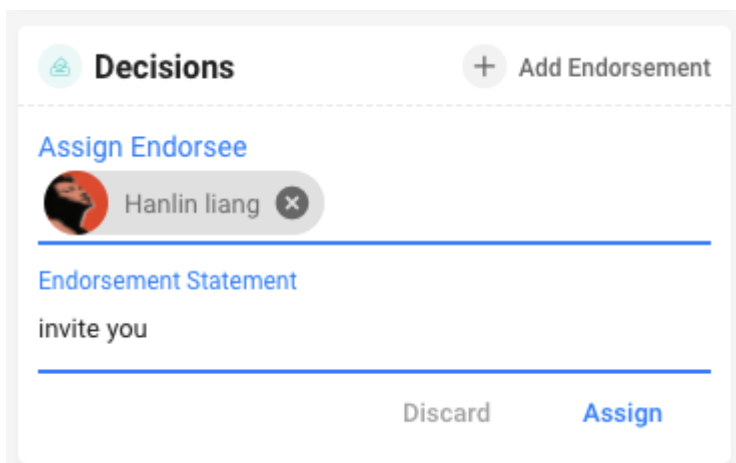 Decisions
+ Add Endorsement
Assign Endorsee
Hanlin liang
Endorsement Statement
invite you
Discard
Assign